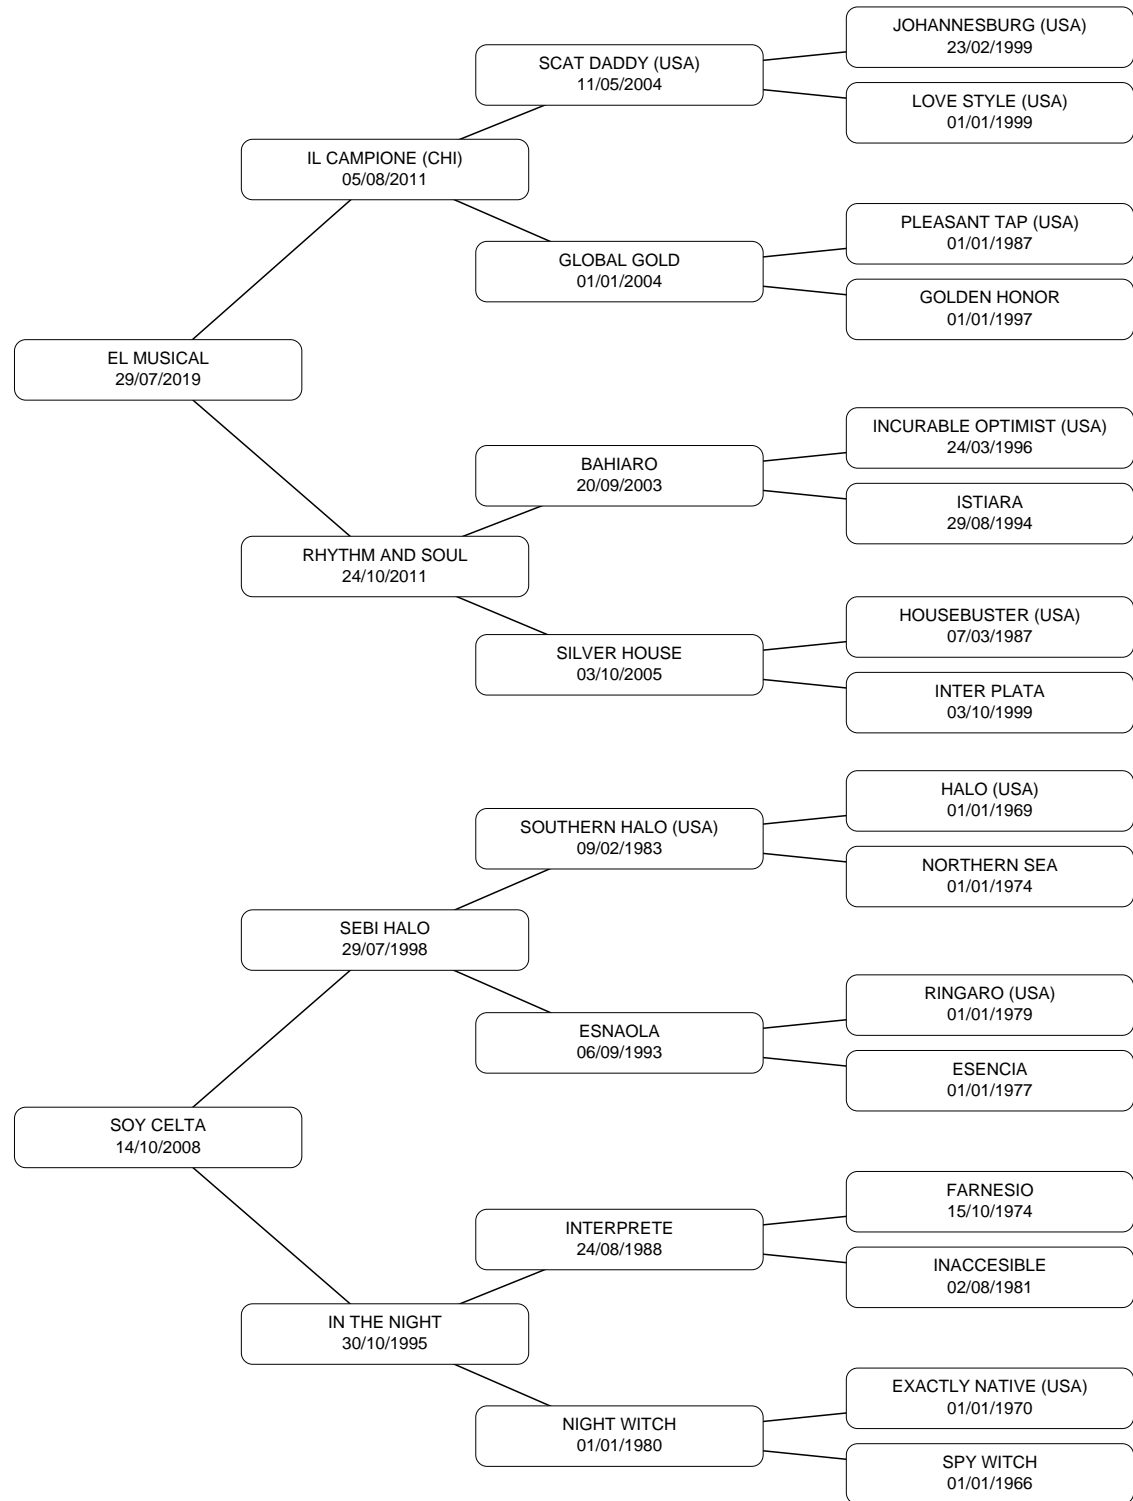 JOHANNESBURG (USA)
23/02/1999
SCAT DADDY (USA)
11/05/2004
LOVE STYLE (USA)
01/01/1999
IL CAMPIONE (CHI)
05/08/2011
PLEASANT TAP (USA)
01/01/1987
GLOBAL GOLD
01/01/2004
GOLDEN HONOR
01/01/1997
EL MUSICAL
29/07/2019
INCURABLE OPTIMIST (USA)
24/03/1996
BAHIARO
20/09/2003
ISTIARA
29/08/1994
RHYTHM AND SOUL
24/10/2011
HOUSEBUSTER (USA)
07/03/1987
SILVER HOUSE
03/10/2005
INTER PLATA
03/10/1999
HALO (USA)
01/01/1969
SOUTHERN HALO (USA)
09/02/1983
NORTHERN SEA
01/01/1974
SEBI HALO
29/07/1998
RINGARO (USA)
01/01/1979
ESNAOLA
06/09/1993
ESENCIA
01/01/1977
SOY CELTA
14/10/2008
FARNESIO
15/10/1974
INTERPRETE
24/08/1988
INACCESIBLE
02/08/1981
IN THE NIGHT
30/10/1995
EXACTLY NATIVE (USA)
01/01/1970
NIGHT WITCH
01/01/1980
SPY WITCH
01/01/1966